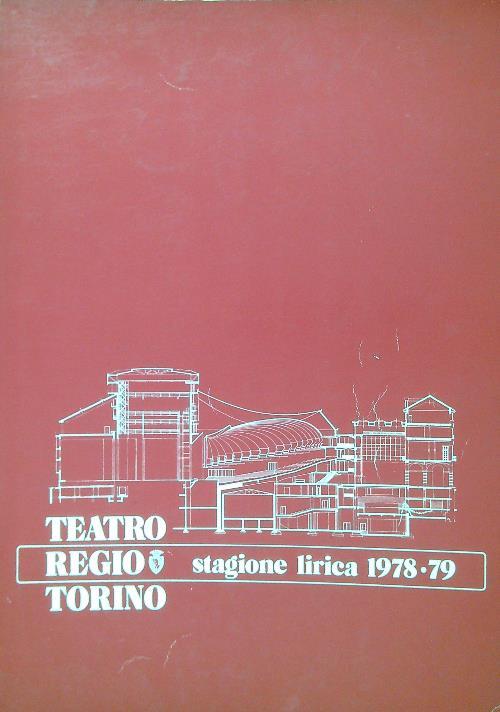 TEATRO
REGIO stagione lirica 1978·79
TORINO